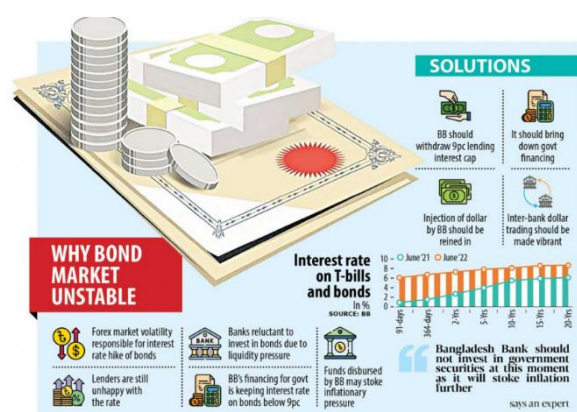 SOLUTIONS
BB should
withdraw 9pc lending
interest cap
It should bring
down govt
financing
Injection of dollar
by BB should be
reined in
Inter-bank dollar
trading should be
made vibrant
WHY BOND
MARKET
UNSTABLE
Forex market volatility
responsible for interest
rate hike of bonds
Lenders are still
unhappy with
the rate
BANK
Banks reluctant to
invest in bonds due to
liquidity pressure
BB's financing for govt
is keeping interest rate
on bonds below 9pc
Funds disbursed
by BB may stoke
inflationary
pressure
Interest rate
on T-bills
and bonds
In %
SOURCE: BB
June'21 June'22
10
8
6
4
2
0
91-days
364-days
2-Yrs
5-Yrs
10-Yrs
15-Yrs
20-Yrs
Bangladesh Bank should
not invest in government
securities at this moment
as it will stoke inflation
further
says an expert